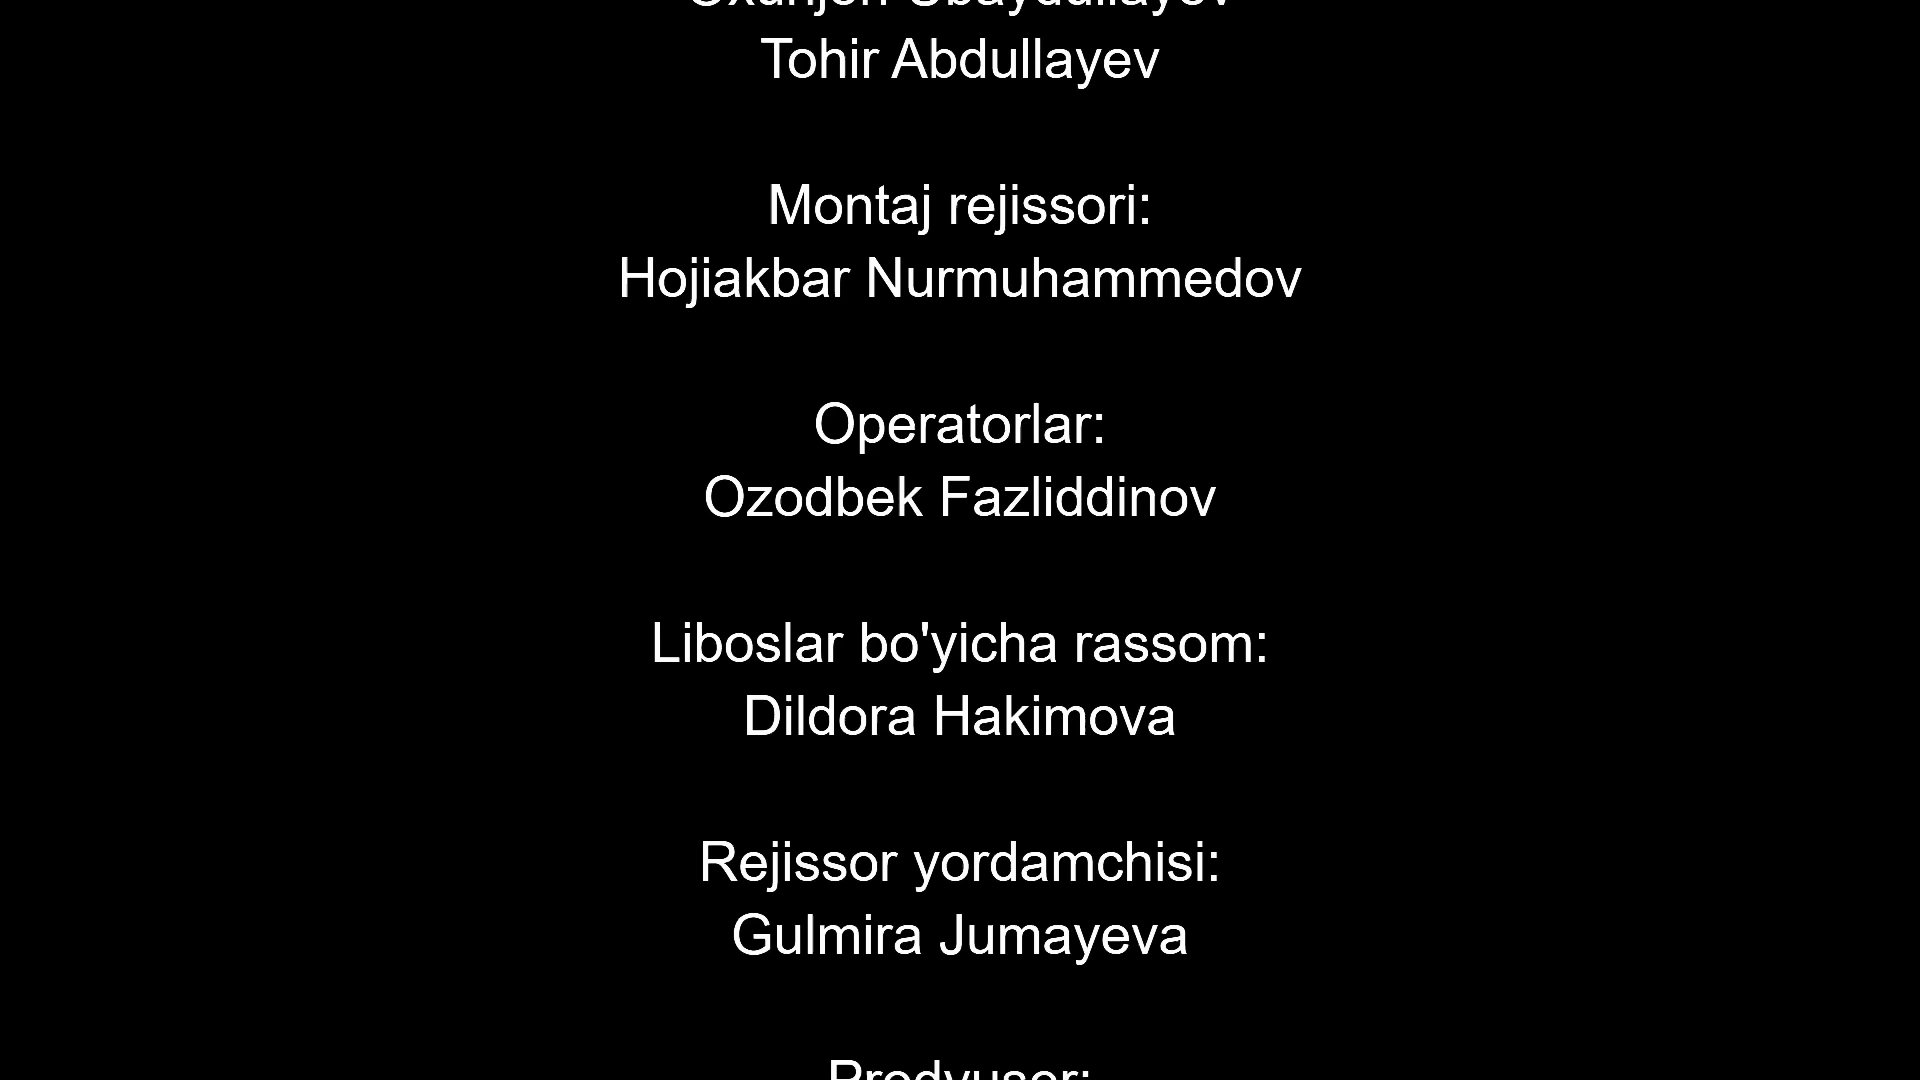 Tohir Abdullayev
Montaj rejissori:
Hojiakbar Nurmuhammedov
Operatorlar:
Ozodbek Fazliddinov
Liboslar bo'yicha rassom:
Dildora Hakimova
Rejissor yordamchisi:
Gulmira Jumayeva
Prodyuser: